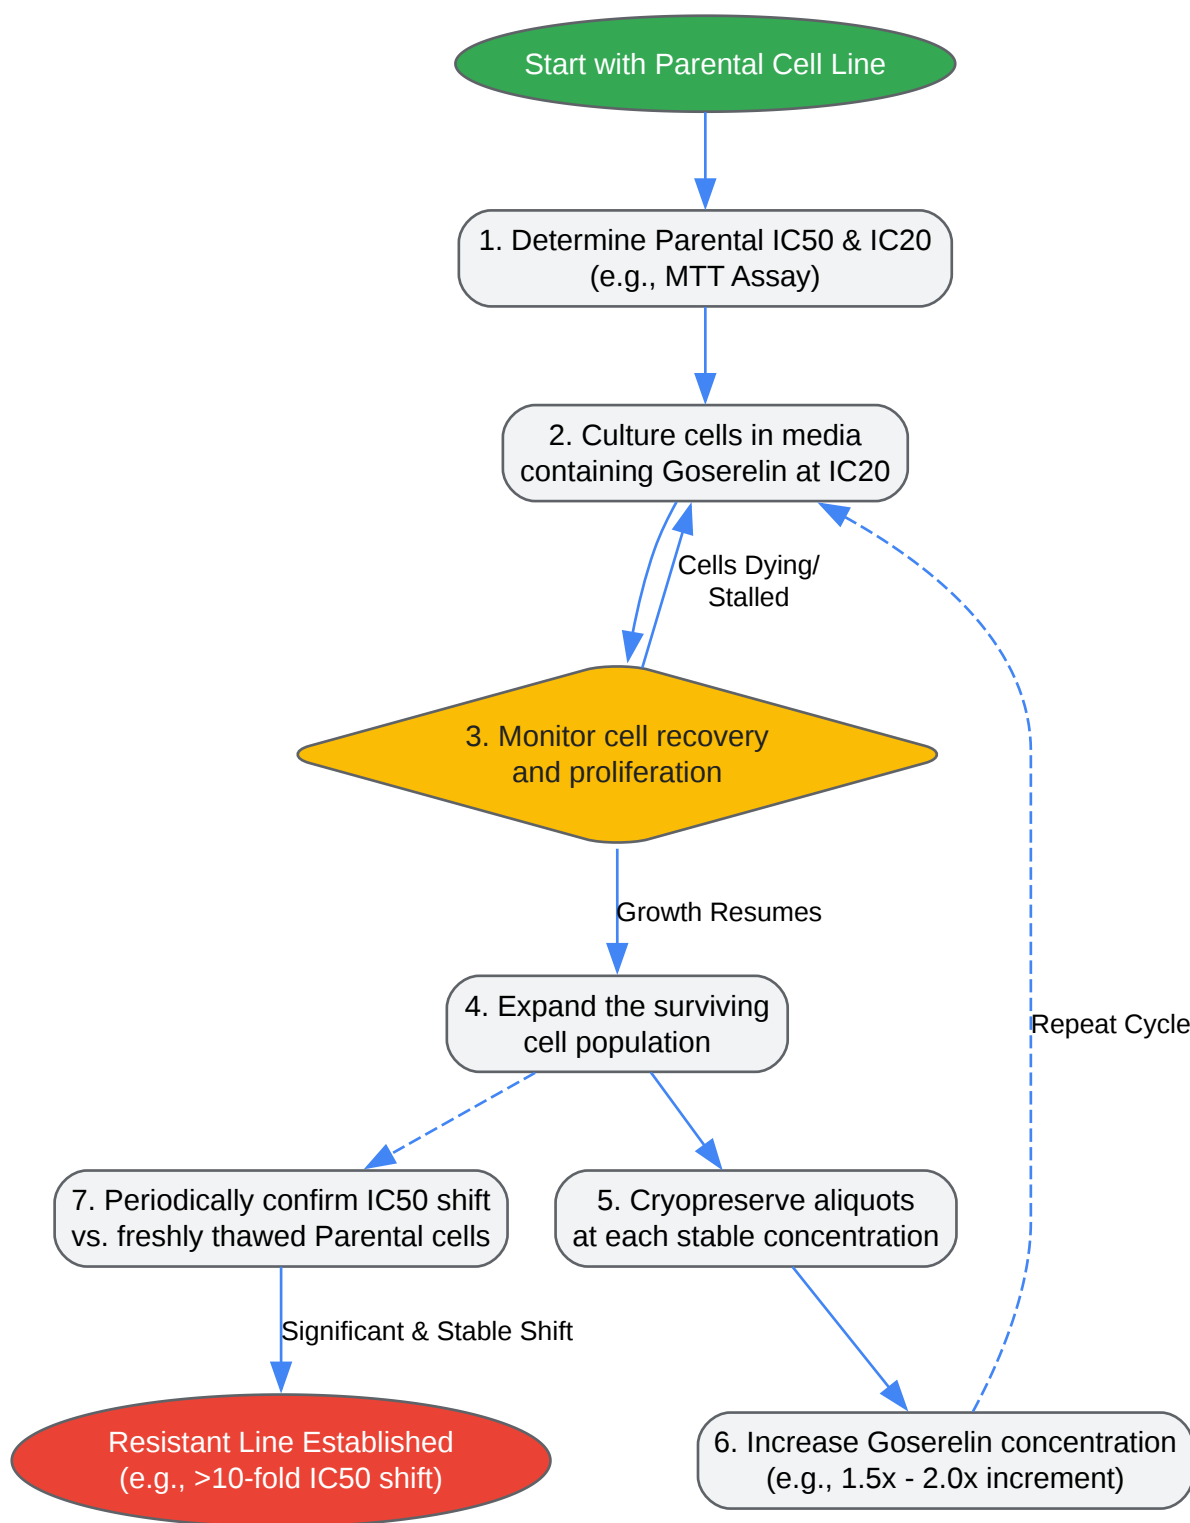 Start with Parental Cell Line
1. Determine Parental IC50 & IC20
(e.g., MTT Assay)
2. Culture cells in media
containing Goserelin at IC20
Cells Dying/
Stalled
3. Monitor cell recovery
and proliferation
Growth Resumes
4. Expand the surviving
cell population
Repeat Cycle
7. Periodically confirm IC50 shift
vs. freshly thawed Parental cells
5. Cryopreserve aliquots
at each stable concentration
Significant & Stable Shift
Resistant Line Established
(e.g., >10-fold IC50 shift)
6. Increase Goserelin concentration
(e.g., 1.5x - 2.0x increment)